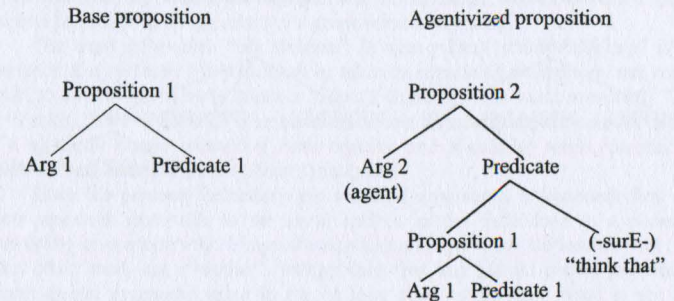 Base proposition
Agentivized proposition
Proposition 1
Arg 1 Predicate 1
Proposition 2
Arg 2 Predicate
(agent)
Proposition 1 (-surE-)
"think that"
Arg 1 Predicate 1